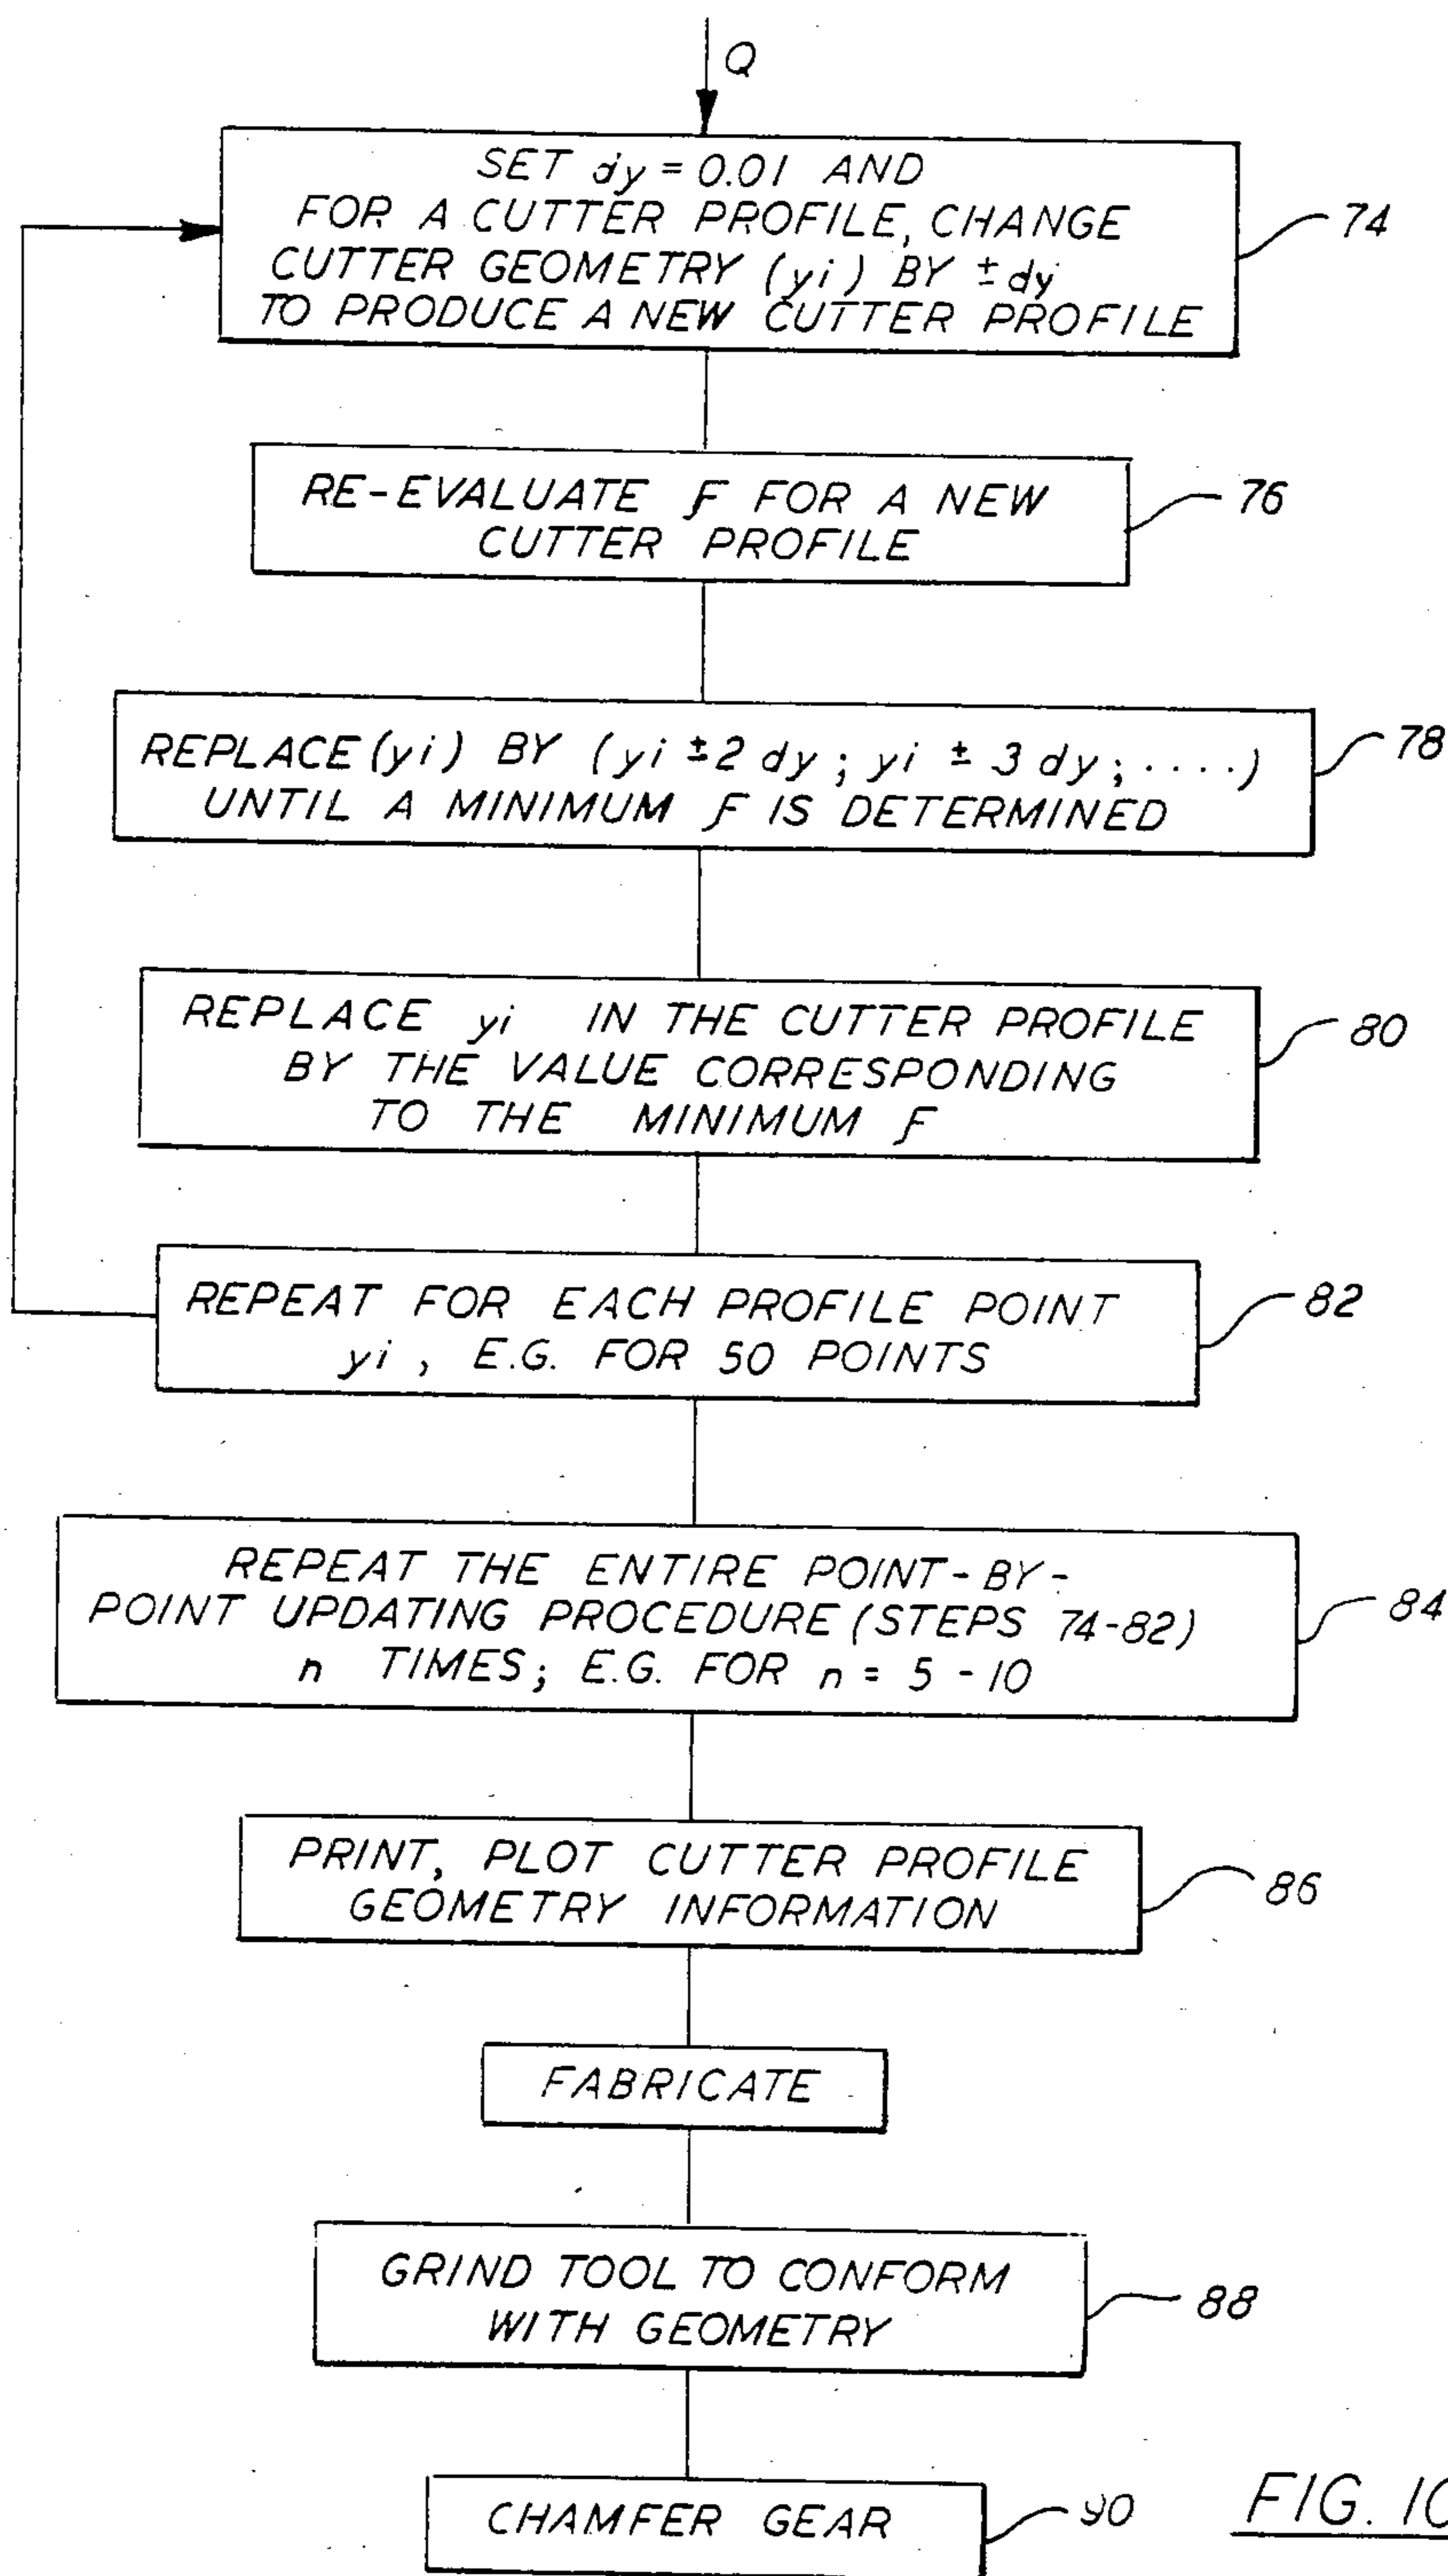 Q
SET dy = 0.01 AND
FOR A CUTTER PROFILE, CHANGE
CUTTER GEOMETRY (yi) BY ± dy
TO PRODUCE A NEW CUTTER PROFILE
74
RE-EVALUATE F FOR A NEW
CUTTER PROFILE
76
REPLACE (yi) BY (yi ± 2 dy ; yi ± 3 dy ; ....)
UNTIL A MINIMUM F IS DETERMINED
78
REPLACE yi IN THE CUTTER PROFILE
BY THE VALUE CORRESPONDING
TO THE MINIMUM F
80
REPEAT FOR EACH PROFILE POINT
yi , E.G. FOR 50 POINTS
82
REPEAT THE ENTIRE POINT-BY-
POINT UPDATING PROCEDURE (STEPS 74-82)
n TIMES; E.G. FOR n = 5 - 10
84
PRINT, PLOT CUTTER PROFILE
GEOMETRY INFORMATION
86
FABRICATE
GRIND TOOL TO CONFORM
WITH GEOMETRY
88
CHAMFER GEAR
90
FIG. 10